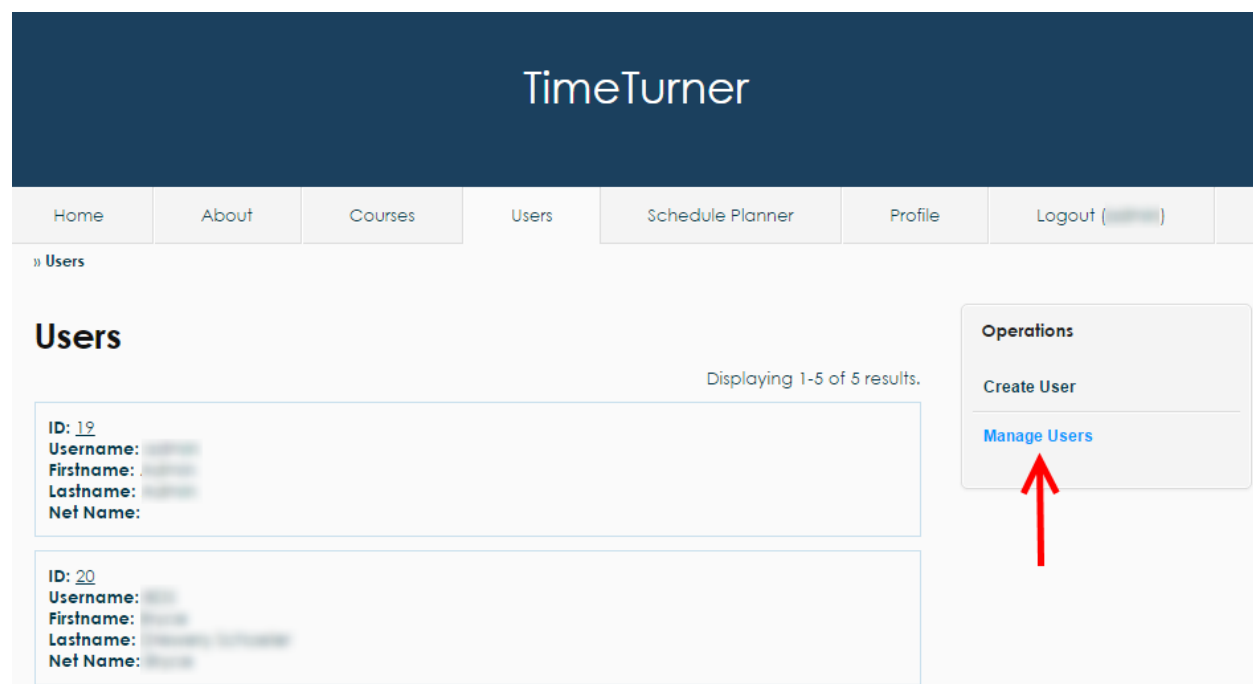 TimeTurner
Home About Courses Users Schedule Planner Profile Logout ( )
» Users
Users
Displaying 1-5 of 5 results.
ID: 19
Username:
Firstname:
Lastname:
Net Name:
ID: 20
Username:
Firstname:
Lastname:
Net Name:
Operations
Create User
Manage Users